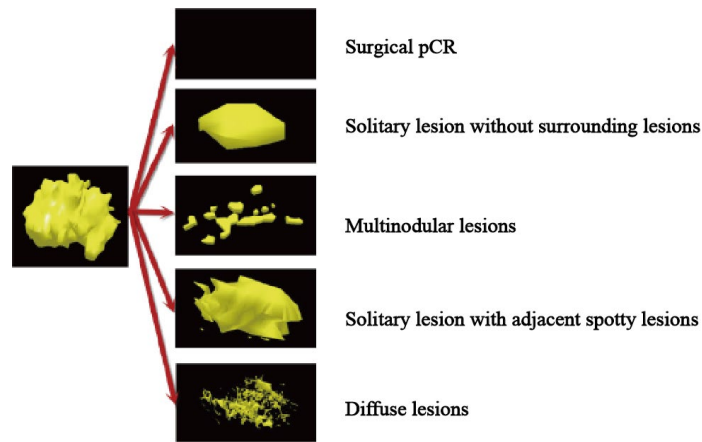 Surgical pCR
Solitary lesion without surrounding lesions
Multinodular lesions
Solitary lesion with adjacent spotty lesions
Diffuse lesions